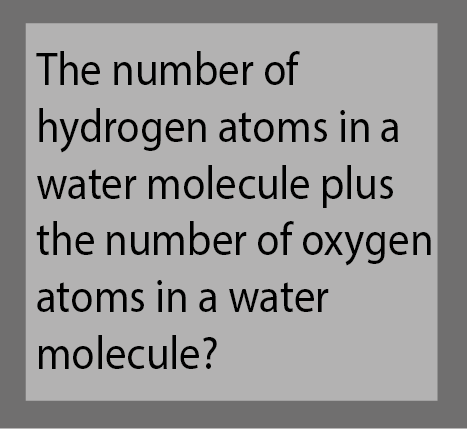 The number of
hydrogen atoms in a
water molecule plus
the number of oxygen
atoms in a water
molecule?